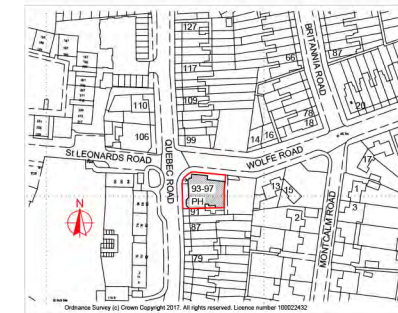 127
BRITANNIA ROAD
66
87
117
110
109
78
18
20
106
99
14
16
St LEONARDS ROAD
QUEBEC ROAD
WOLFE ROAD
17
93-97
PH
13
15
1
3
N
91
2
87
MONTCALM ROAD
79
Ordnance Survey (c) Crown Copyright 2017. All rights reserved. Licence number 100022432